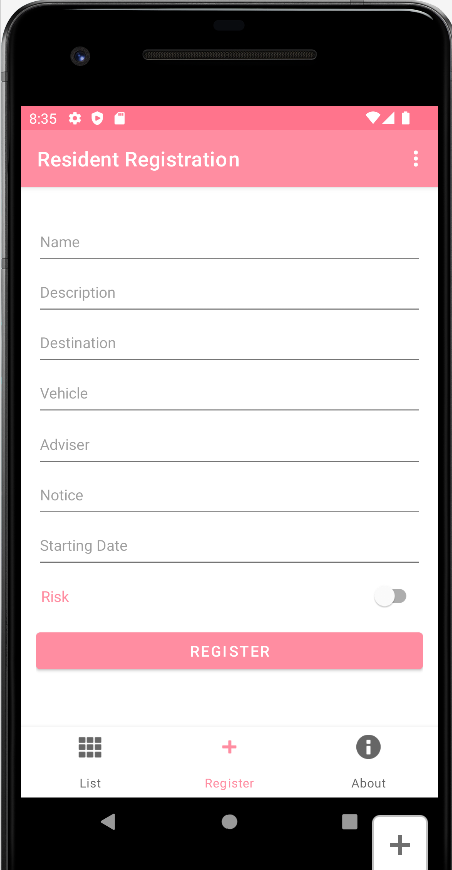 8:35
Resident Registration
Name
Description
Destination
Vehicle
Adviser
Notice
Starting Date
Risk
REGISTER
List
Register
About